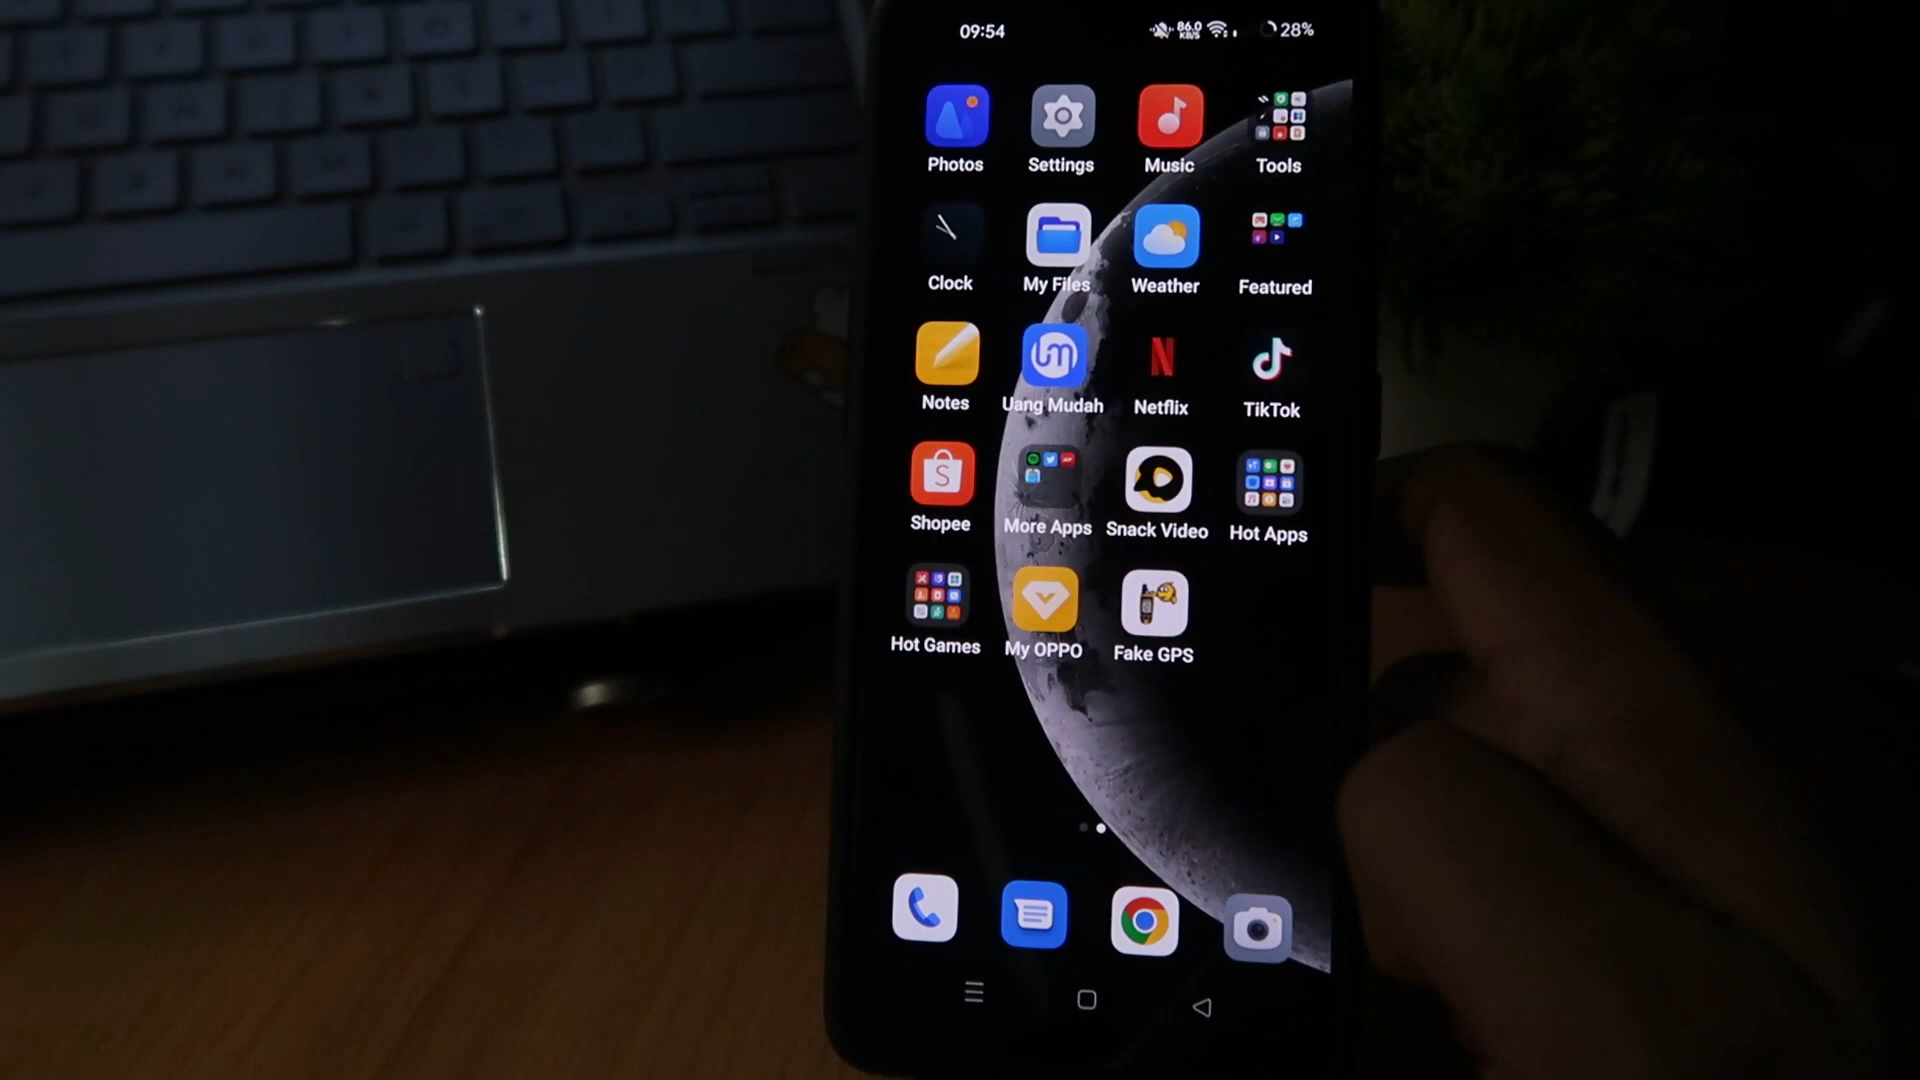 09:54 86.0 KB/S 28%
Photos Settings Music Tools
Clock My Files Weather Featured
Notes Uang Mudah Netflix TikTok
Shopee More Apps Snack Video Hot Apps
Hot Games My OPPO Fake GPS